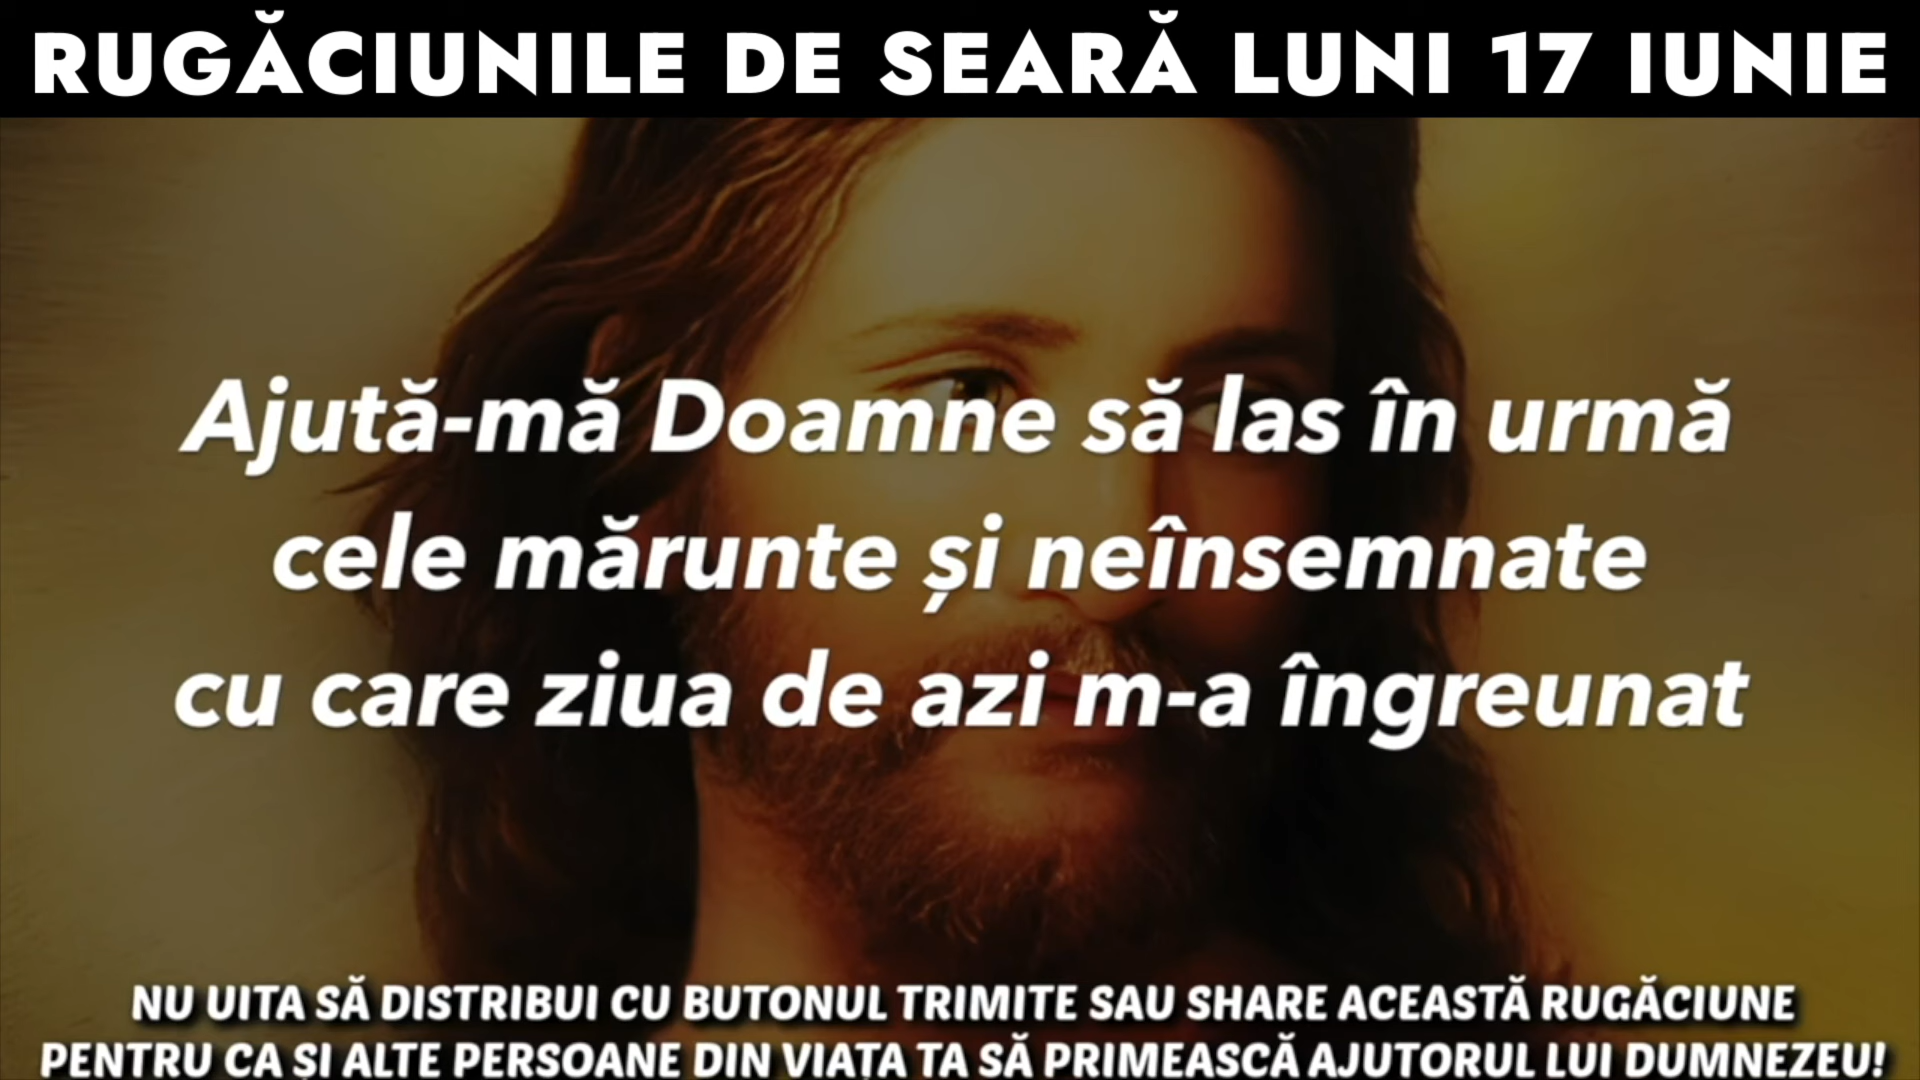 RUGĂCIUNILE DE SEARĂ LUNI 17 IUNIE
Ajută-mă Doamne să las în urmă
cele mărunte și neînsemnate
cu care ziua de azi m-a îngreunat
NU UITA SĂ DISTRIBUI CU BUTONUL TRIMITE SAU SHARE ACEASTĂ RUGĂCIUNE
PENTRU CA ȘI ALTE PERSOANE DIN VIAȚA TA SĂ PRIMEASCĂ AJUTORUL LUI DUMNEZEU!